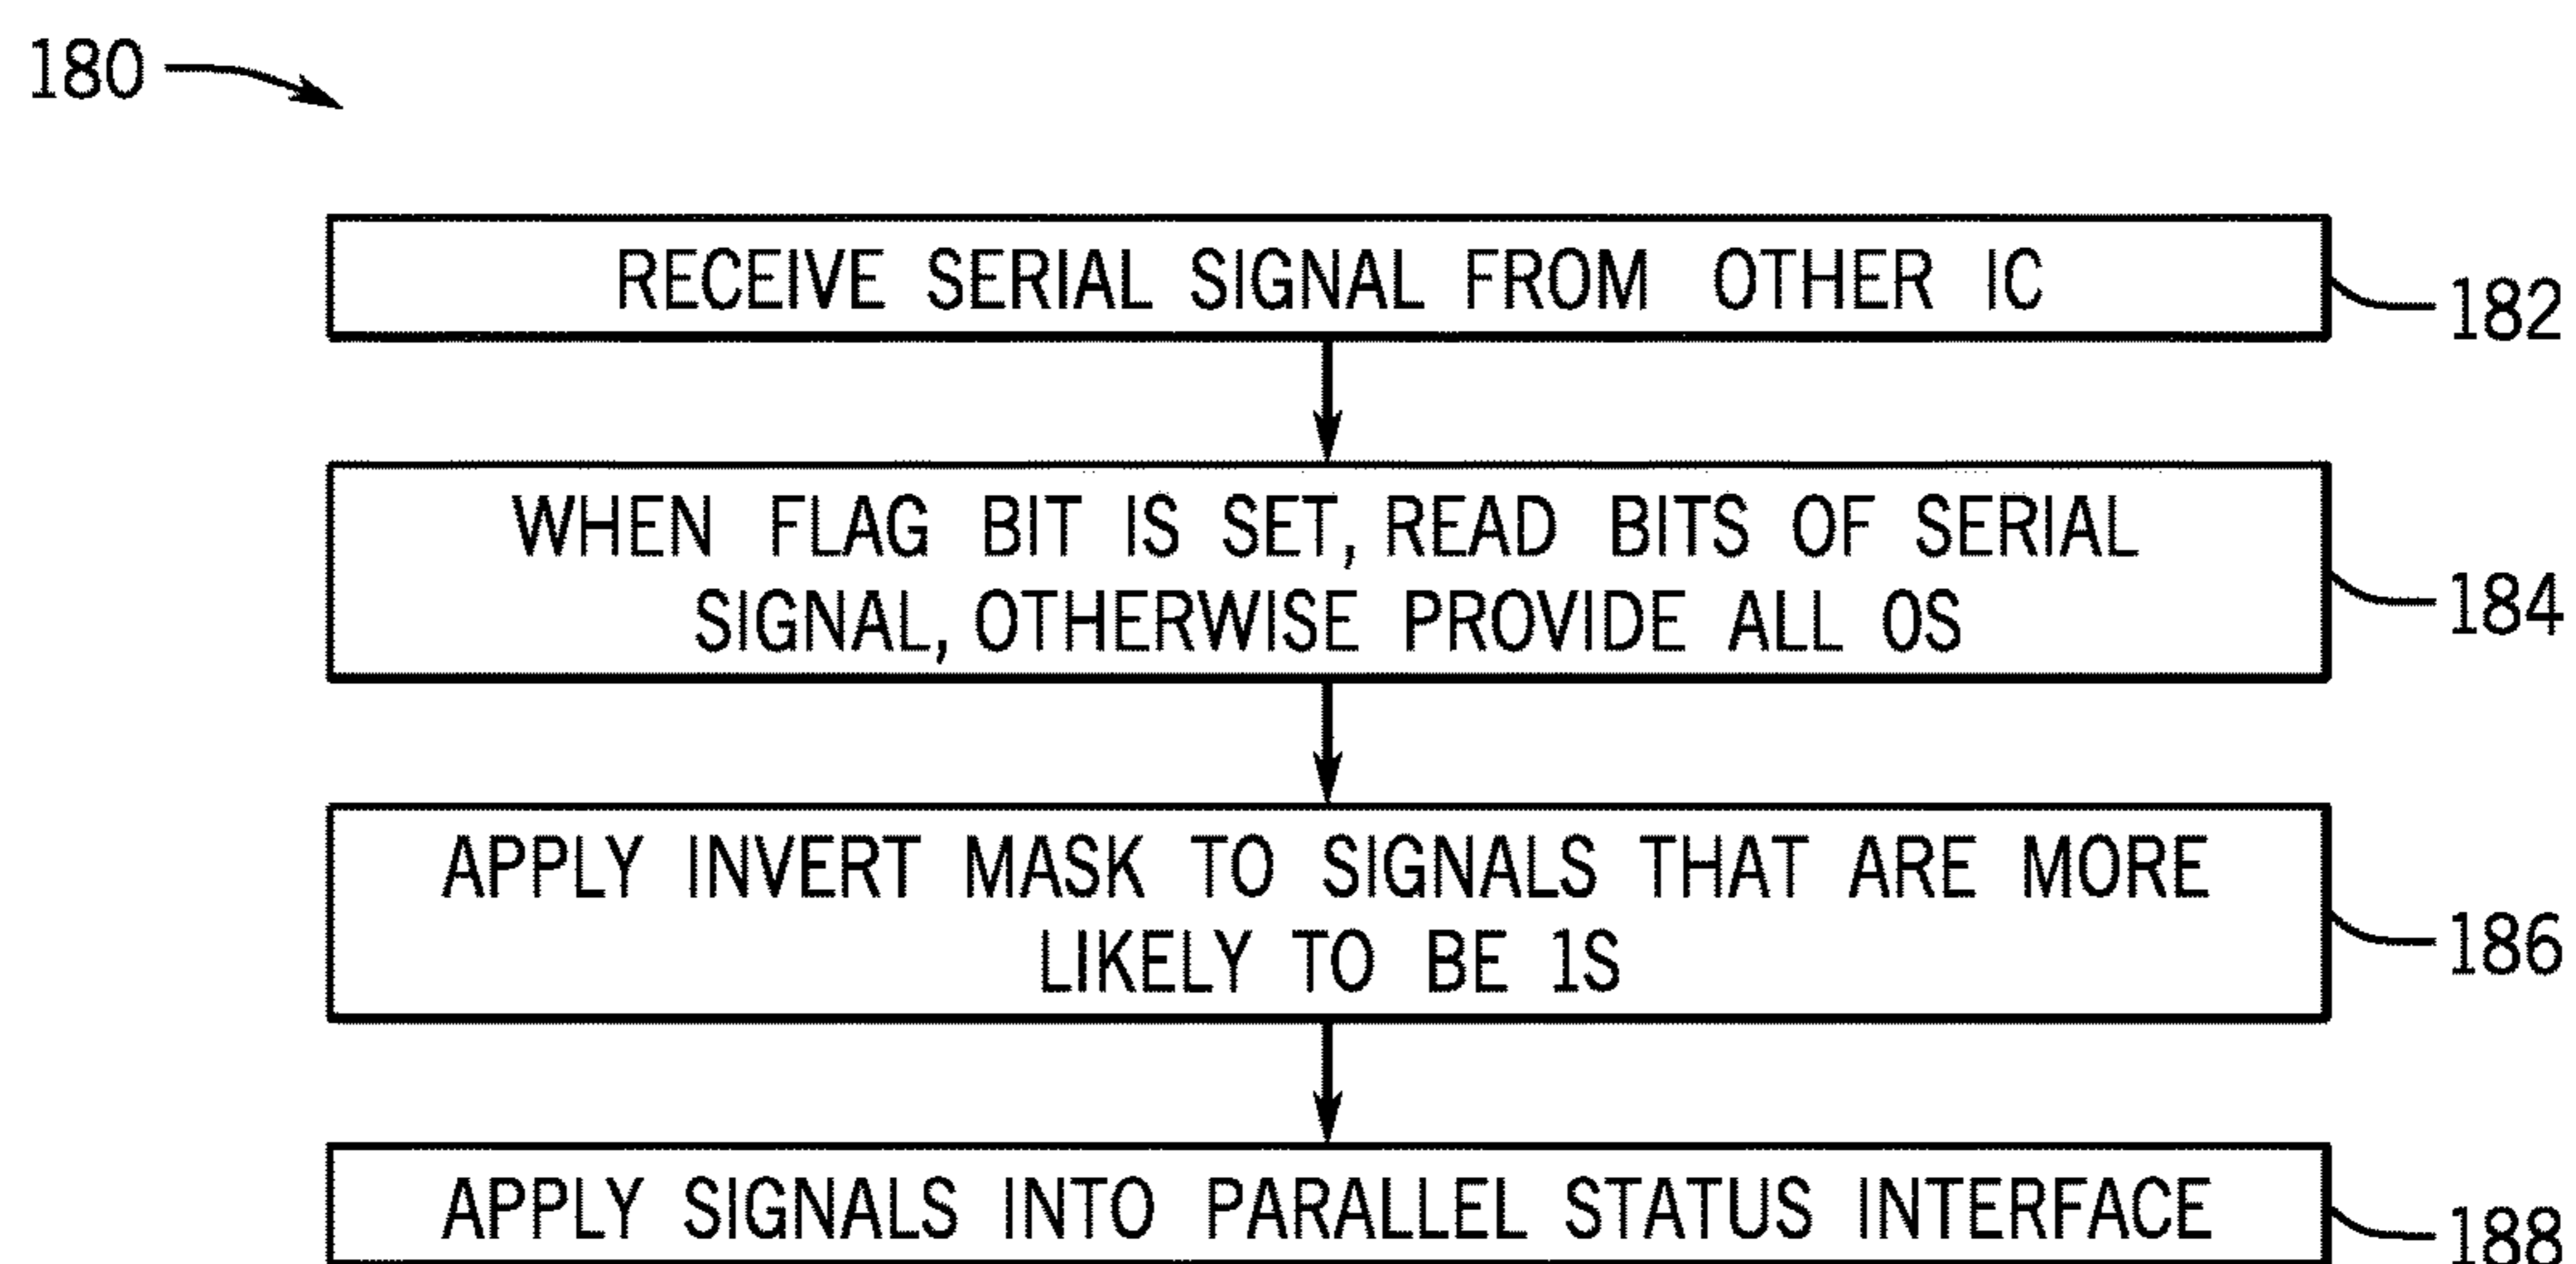 180
RECEIVE SERIAL SIGNAL FROM OTHER IC
182
WHEN FLAG BIT IS SET, READ BITS OF SERIAL
SIGNAL, OTHERWISE PROVIDE ALL 0S
184
APPLY INVERT MASK TO SIGNALS THAT ARE MORE
LIKELY TO BE 1S
186
APPLY SIGNALS INTO PARALLEL STATUS INTERFACE
188